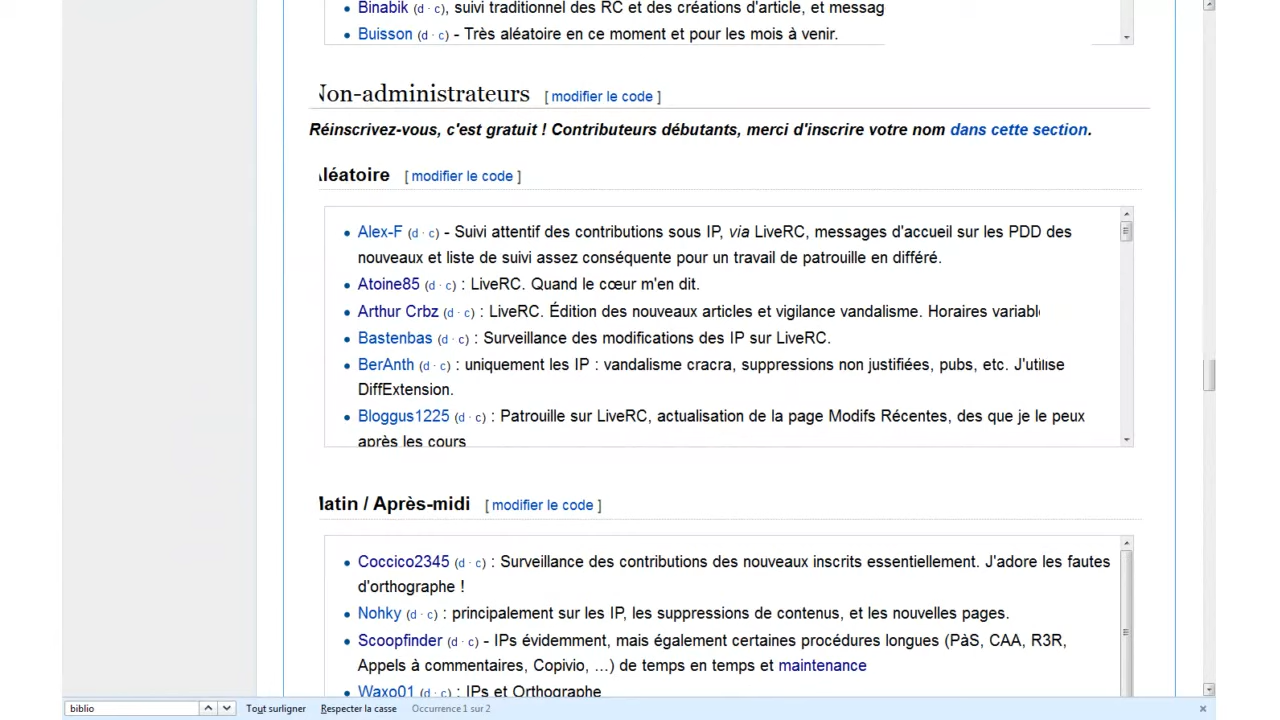 Binabik (d · c), suivi traditionnel des RC et des créations d'article, et messag
Buisson (d · c) - Très aléatoire en ce moment et pour les mois à venir.
Non-administrateurs [ modifier le code ]
Réinscrivez-vous, c'est gratuit ! Contributeurs débutants, merci d'inscrire votre nom dans cette section.
Aléatoire [ modifier le code ]
Alex-F (d · c) - Suivi attentif des contributions sous IP, via LiveRC, messages d'accueil sur les PDD des
nouveaux et liste de suivi assez conséquente pour un travail de patrouille en différé.
Atoine85 (d · c) : LiveRC. Quand le cœur m'en dit.
Arthur Crbz (d · c) : LiveRC. Édition des nouveaux articles et vigilance vandalisme. Horaires variabl
Bastenbas (d · c) : Surveillance des modifications des IP sur LiveRC.
BerAnth (d · c) : uniquement les IP : vandalisme cracra, suppressions non justifiées, pubs, etc. J'utilise
DiffExtension.
Bloggus1225 (d · c) : Patrouille sur LiveRC, actualisation de la page Modifs Récentes, des que je le peux
après les cours
Matin / Après-midi [ modifier le code ]
Coccico2345 (d · c) : Surveillance des contributions des nouveaux inscrits essentiellement. J'adore les fautes
d'orthographe !
Nohky (d · c) : principalement sur les IP, les suppressions de contenus, et les nouvelles pages.
Scoopfinder (d · c) - IPs évidemment, mais également certaines procédures longues (PàS, CAA, R3R,
Appels à commentaires, Copivio, ...) de temps en temps et maintenance
Waxo01 (d · c) : IPs et Orthographe
biblio Tout surligner Respecter la casse Occurrence 1 sur 2